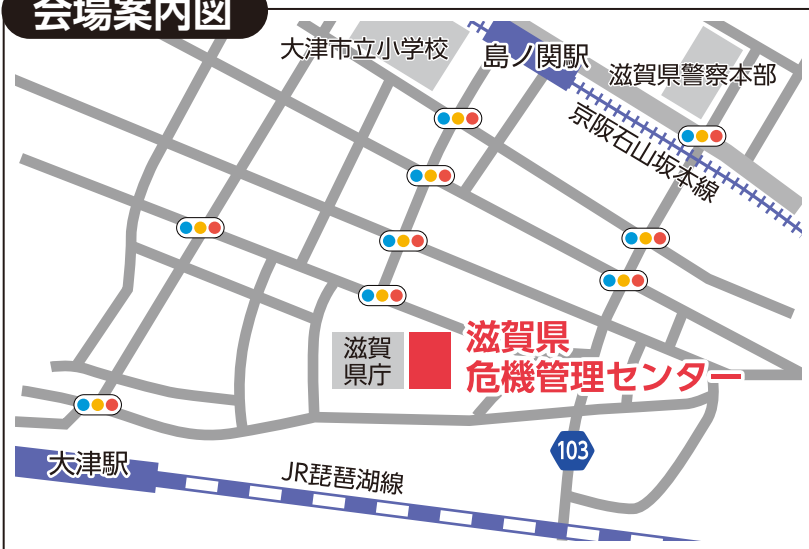 会場案内図
大津市立小学校
島ノ関駅
滋賀県警察本部
京阪石山坂本線
滋賀
県庁
滋賀県
危機管理センター
103
大津駅
JR琵琶湖線